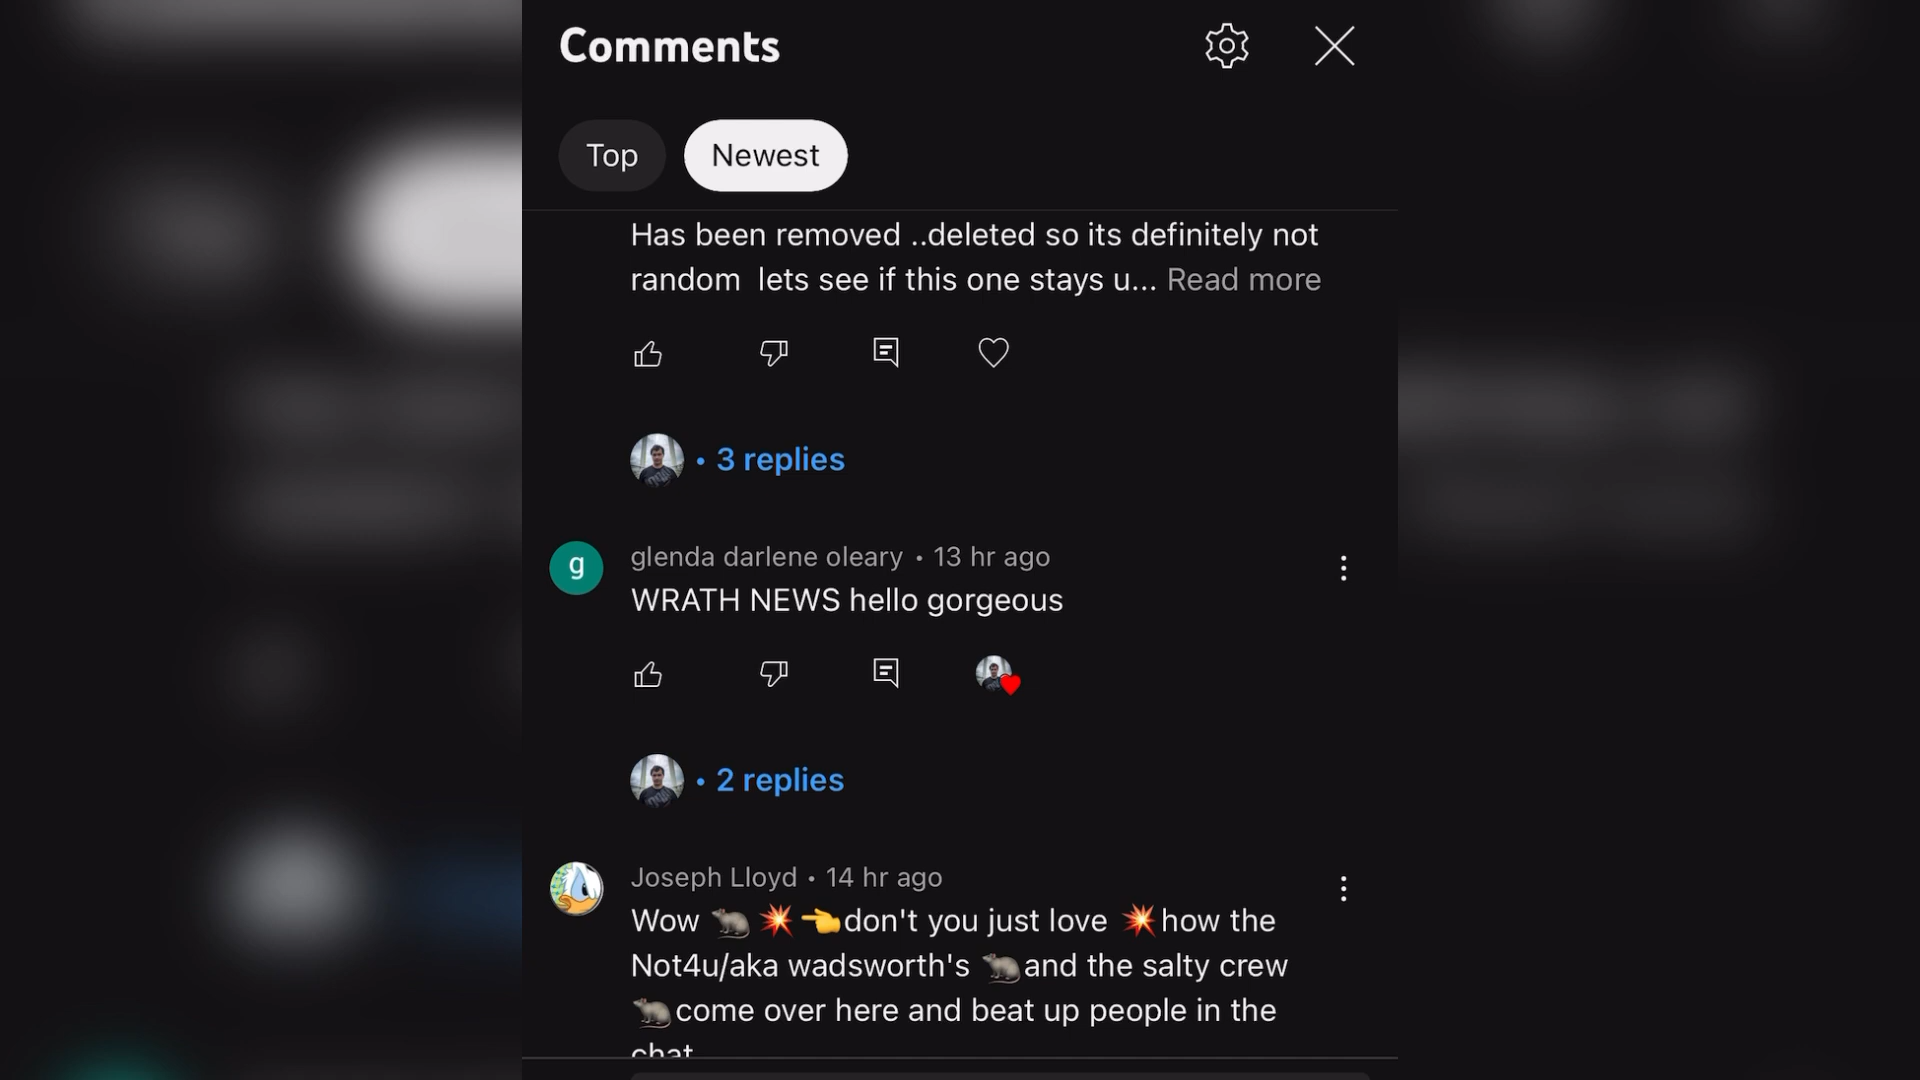 Comments
Top
Newest
Has been removed ..deleted so its definitely not
random lets see if this one stays u... Read more
• 3 replies
g
glenda darlene oleary • 13 hr ago
WRATH NEWS hello gorgeous
• 2 replies
Joseph Lloyd • 14 hr ago
Wow 🐀💥👈don't you just love 💥how the
Not4u/aka wadsworth's 🐀and the salty crew
🐀come over here and beat up people in the
chat